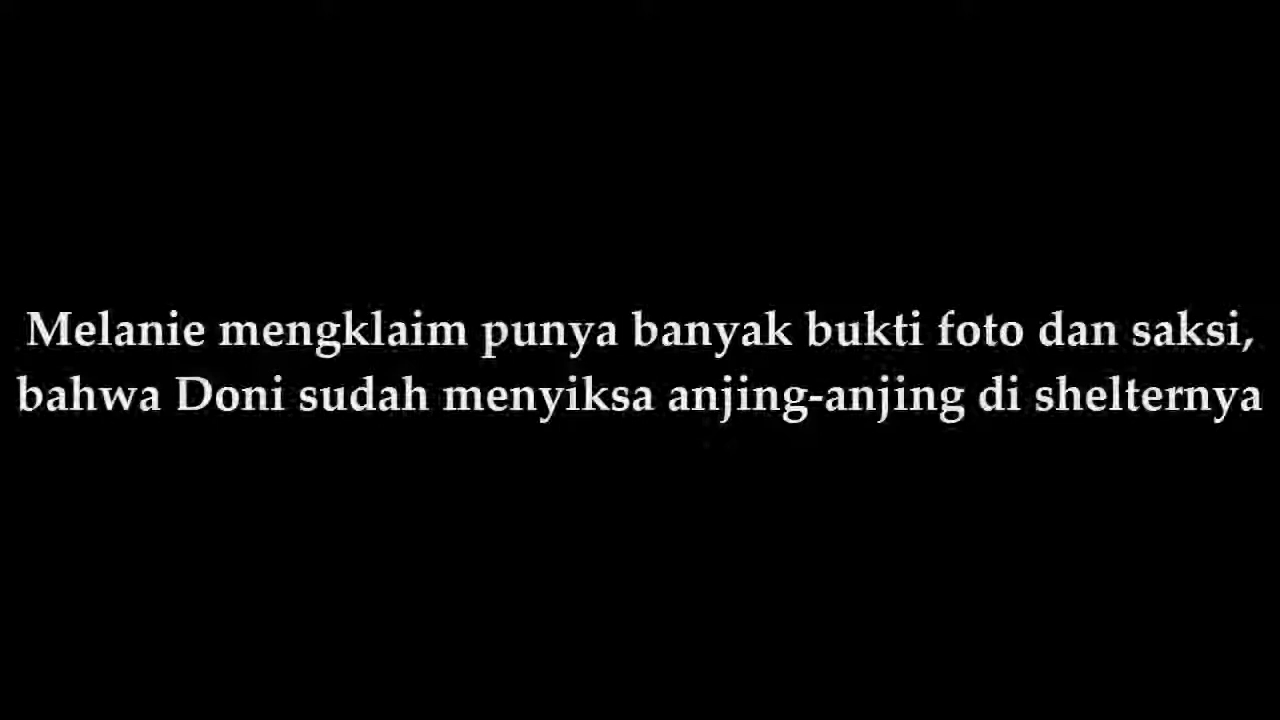 Melanie mengklaim punya banyak bukti foto dan saksi,
bahwa Doni sudah menyiksa anjing-anjing di shelternya